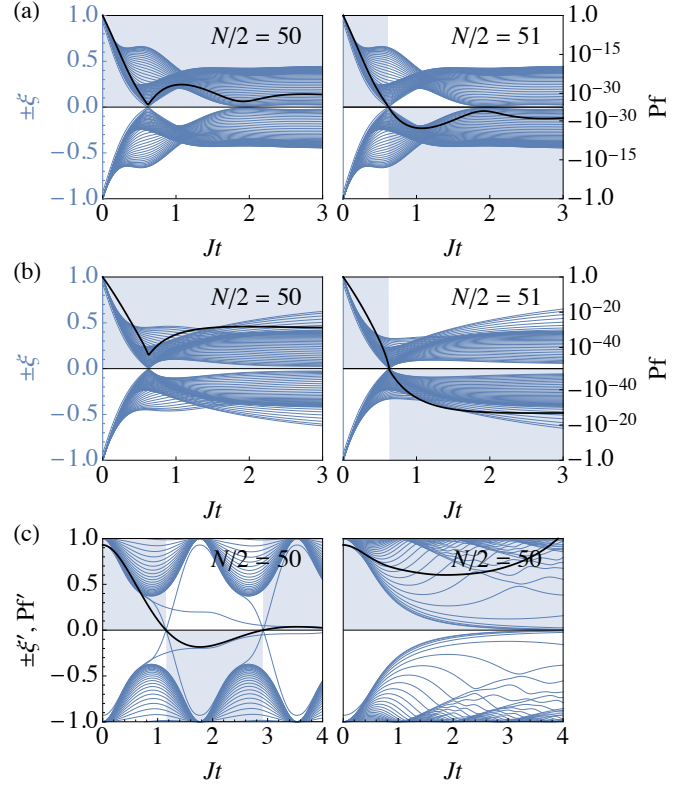 (a)
N/2 = 50
N/2 = 51
1.0
0.5
0.0
−0.5
−1.0
±ξ
0
1
2
3
Jt
0
1
2
3
Jt
10⁻¹⁵
10⁻³⁰
−10⁻³⁰
−10⁻¹⁵
−1.0
Pf
(b)
N/2 = 50
N/2 = 51
1.0
0.5
0.0
−0.5
−1.0
±ξ
0
1
2
3
Jt
0
1
2
3
Jt
1.0
10⁻²⁰
10⁻⁴⁰
−10⁻⁴⁰
−10⁻²⁰
−1.0
Pf
(c)
N/2 = 50
N/2 = 50
1.0
0.5
0.0
−0.5
−1.0
±ξ′, Pf′
0
1
2
3
4
Jt
0
1
2
3
4
Jt